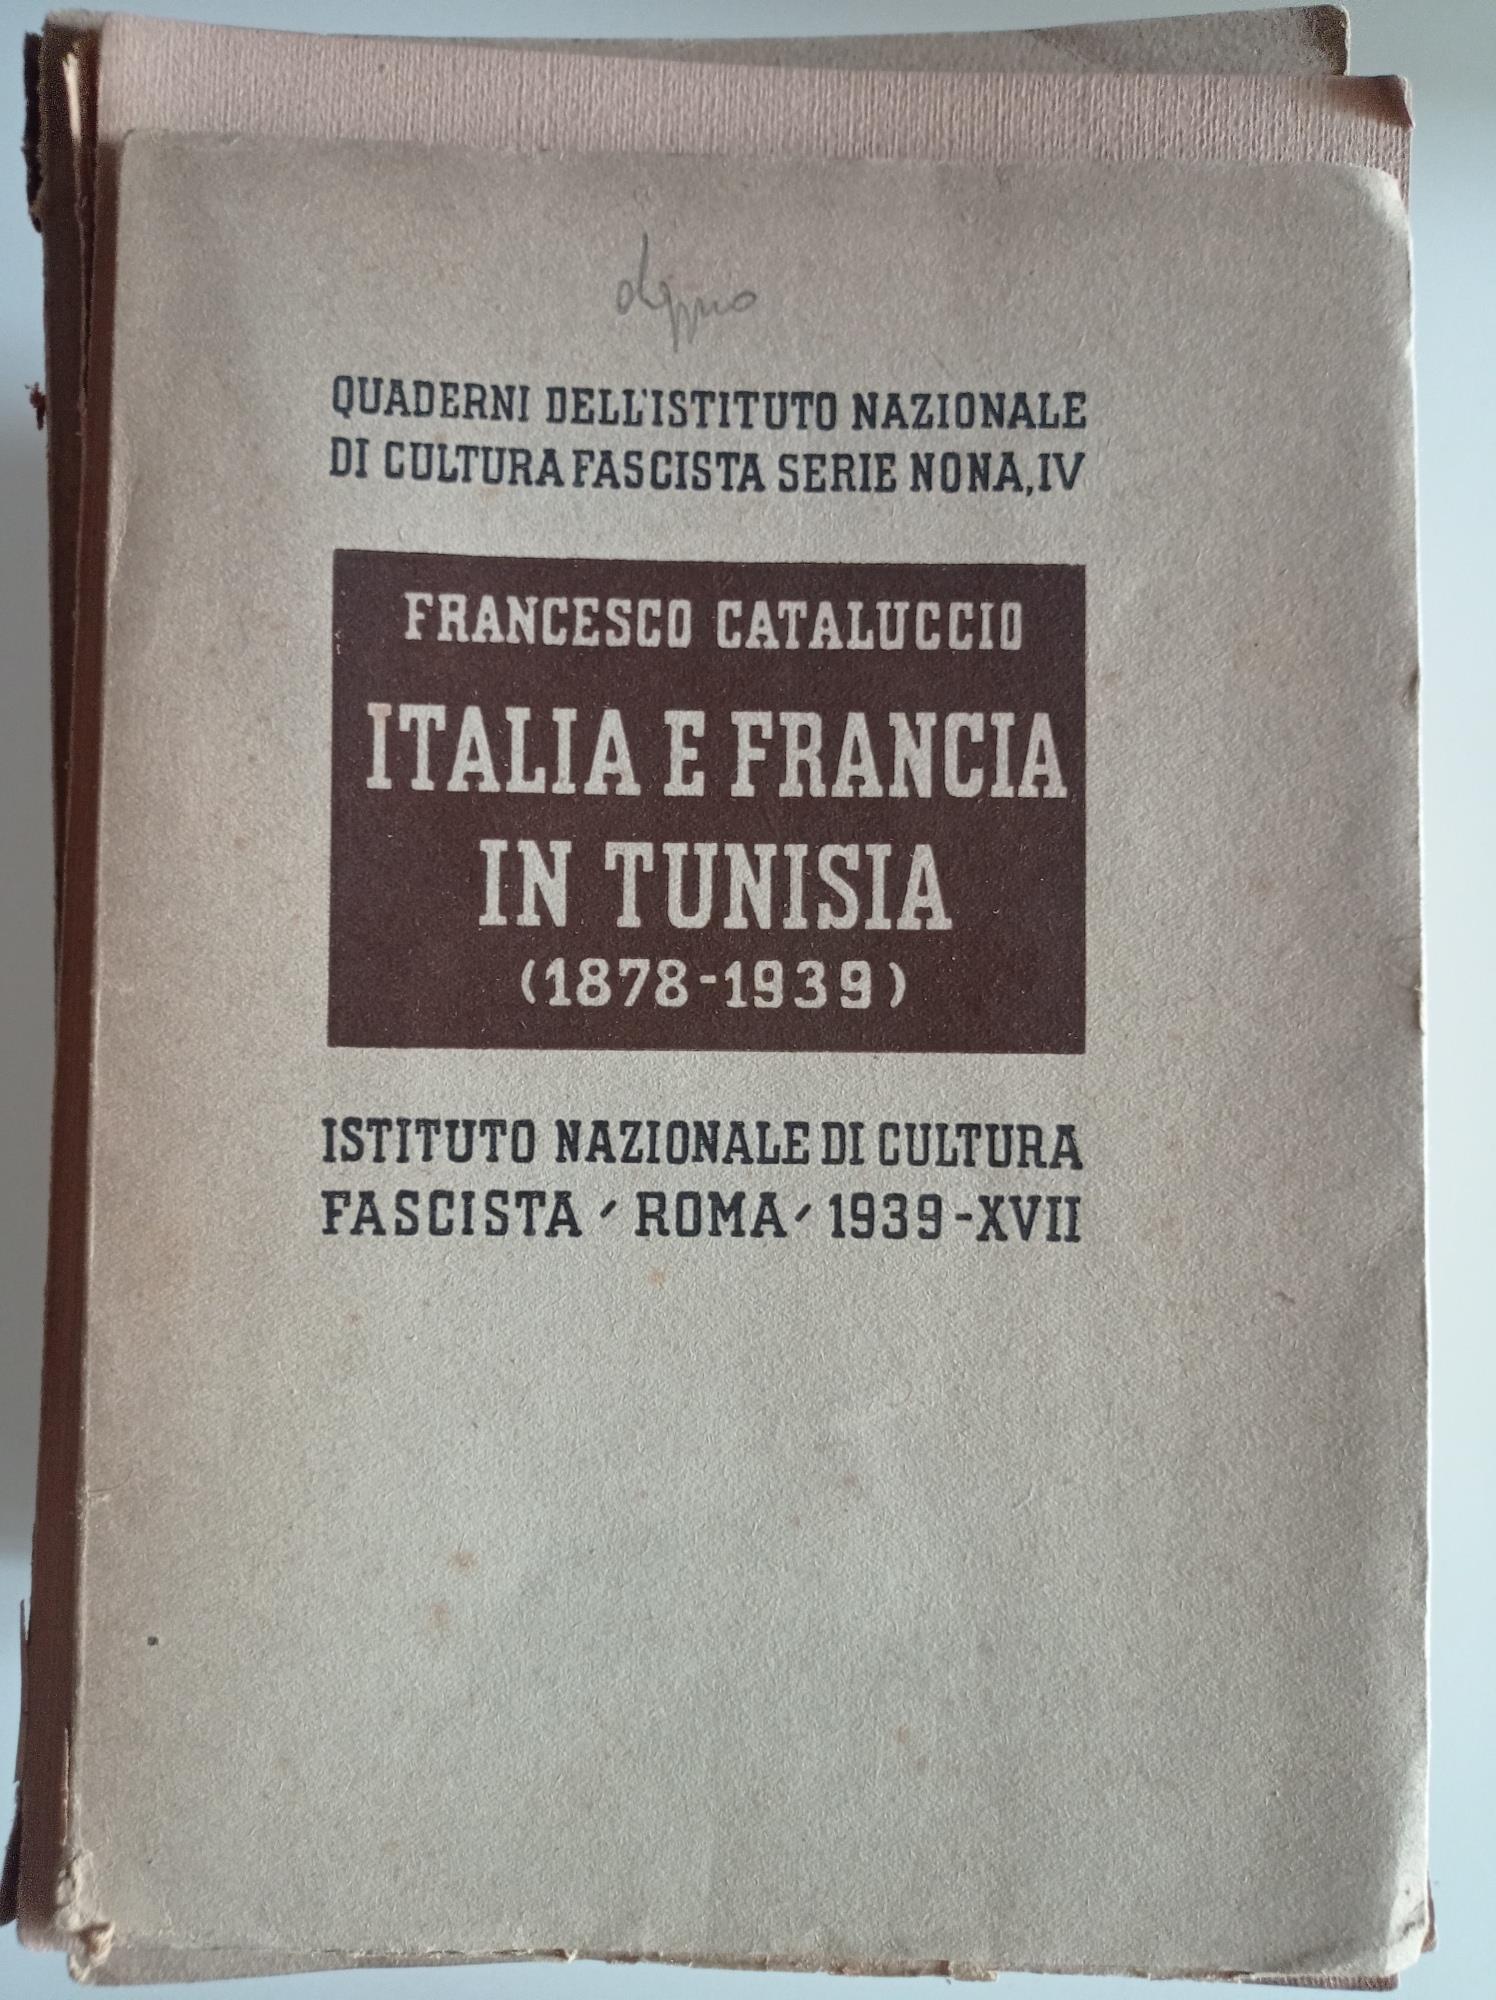 QUADERNI DELL'ISTITUTO NAZIONALE
DI CULTURA FASCISTA SERIE NONA, IV
FRANCESCO CATALUCCIO
ITALIA E FRANCIA
IN TUNISIA
(1878-1939)
ISTITUTO NAZIONALE DI CULTURA
FASCISTA / ROMA / 1939-XVII